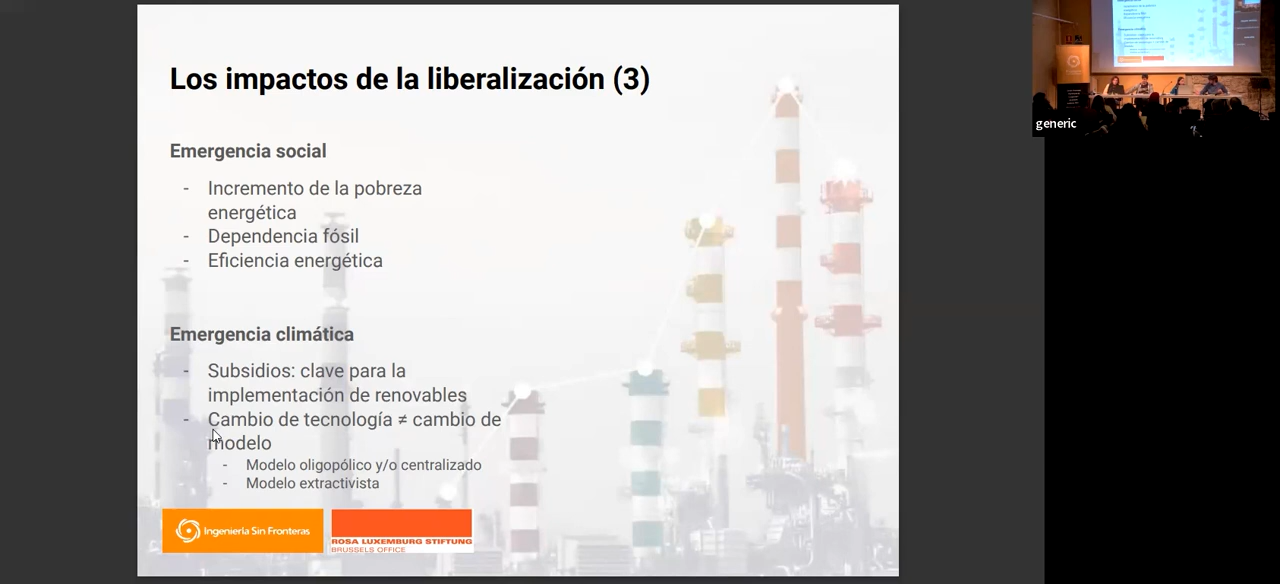 Los impactos de la liberalización (3)
Emergencia social
- Incremento de la pobreza
energética
- Dependencia fósil
- Eficiencia energética
Emergencia climática
- Subsidios: clave para la
implementación de renovables
- Cambio de tecnología ≠ cambio de
modelo
- Modelo oligopólico y/o centralizado
- Modelo extractivista
Ingeniería Sin Fronteras
ROSA LUXEMBURG STIFTUNG
BRUSSELS OFFICE
generic